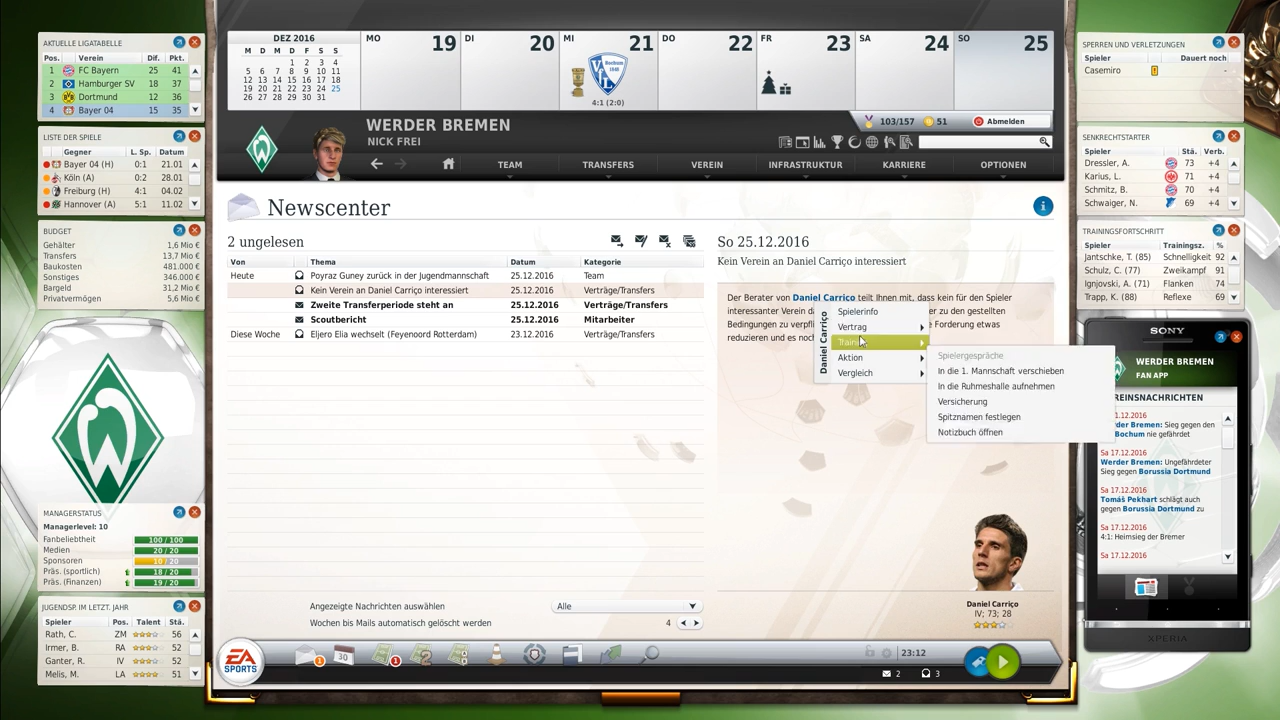 AKTUELLE LIGATABELLE
Pos. Verein Dif. Pkt.
1 FC Bayern 25 41
2 Hamburger SV 18 37
3 Dortmund 12 36
4 Bayer 04 15 35
LISTE DER SPIELE
Gegner L. Sp. Datum
Bayer 04 (H) 0:1 21.01
Köln (A) 0:2 28.01
Freiburg (H) 4:1 04.02
Hannover (A) 5:1 11.02
BUDGET
Gehälter 1,6 Mio €
Transfers 13,7 Mio €
Baukosten 481.000 €
Sonstiges 346.000 €
Bargeld 31,2 Mio €
Privatvermögen 5,6 Mio €
MANAGERSTATUS
Managerlevel: 10
Fanbeliebtheit 100 / 100
Medien 20 / 20
Sponsoren 10 / 20
Präs. (sportlich) 18 / 20
Präs. (Finanzen) 19 / 20
JUGENDSP. IM LETZT. JAHR
Spieler Pos. Talent Stä.
Rath, C. ZM 56
Irmer, B. RA 52
Ganter, R. IV 52
Melis, M. LA 51
DEZ 2016
M D M D F S S
1 2 3 4
5 6 7 8 9 10 11
12 13 14 15 16 17 18
19 20 21 22 23 24 25
26 27 28 29 30 31
MO 19
DI 20
MI 21
VfL Bochum 1848
4:1 (2:0)
DO 22
FR 23
SA 24
SO 25
WERDER BREMEN
NICK FREI
103/157 51 Abmelden
TEAM TRANSFERS VEREIN INFRASTRUKTUR KARRIERE OPTIONEN
Newscenter
2 ungelesen
Von Thema Datum Kategorie
Heute Poyraz Guney zurück in der Jugendmannschaft 25.12.2016 Team
Kein Verein an Daniel Carriço interessiert 25.12.2016 Verträge/Transfers
Zweite Transferperiode steht an 25.12.2016 Verträge/Transfers
Scoutbericht 25.12.2016 Mitarbeiter
Diese Woche Eljero Elia wechselt (Feyenoord Rotterdam) 23.12.2016 Verträge/Transfers
Angezeigte Nachrichten auswählen Alle
Wochen bis Mails automatisch gelöscht werden 4
So 25.12.2016
Kein Verein an Daniel Carriço interessiert
Der Berater von Daniel Carriço teilt Ihnen mit, dass kein für den Spieler
interessanter Verein zu den gestellten
Bedingungen zu Forderung etwas
reduzieren und es
Daniel Carriço
Spielerinfo
Vertrag
Aktion
Vergleich
Spielergespräche
In die 1. Mannschaft verschieben
In die Ruhmeshalle aufnehmen
Versicherung
Spitznamen festlegen
Notizbuch öffnen
Daniel Carriço
IV; 73; 28
EA SPORTS
1 30 1 2 8
23:12
2 3
SPERREN UND VERLETZUNGEN
Spieler Dauert noch
Casemiro -
SENKRECHTSTARTER
Spieler Stä. Verb.
Dressler, A. 73 +4
Karius, L. 71 +4
Schmitz, B. 70 +4
Schwaiger, N. 69 +4
TRAININGSFORTSCHRITT
Spieler Trainingsz. %
Jantschke, T. (85) Schnelligkeit 92
Schulz, C. (77) Zweikampf 91
Ignjovski, A. (71) Flanken 74
Trapp, K. (88) Reflexe 69
SONY
WERDER BREMEN
FAN APP
REINSNACHRICHTEN
1.12.2016
rder Bremen: Sieg gegen den
Bochum nie gefährdet
Sa 17.12.2016
Werder Bremen: Ungefährdeter
Sieg gegen Borussia Dortmund
Sa 17.12.2016
Tomáš Pekhart schlägt auch
gegen Borussia Dortmund zu
Sa 17.12.2016
4:1: Heimsieg der Bremer
Sa 17.12.2016
XPERIA